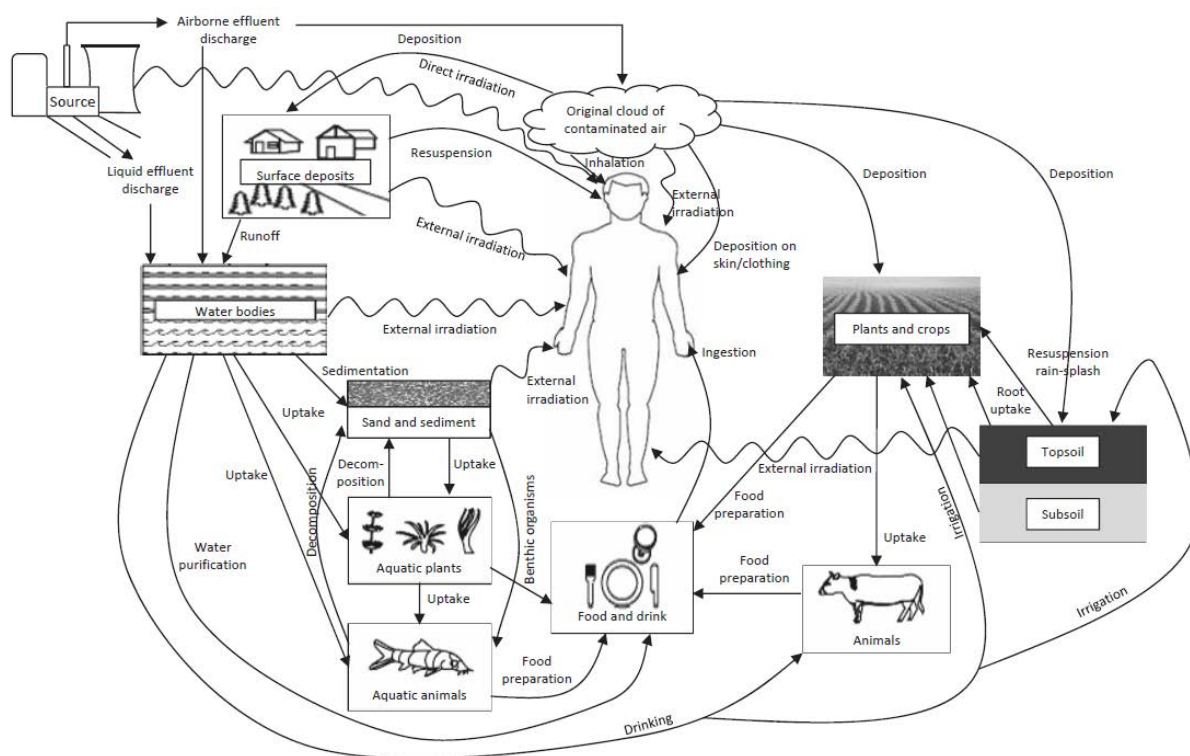 Airborne effluent
discharge
Deposition
Direct irradiation
Source
Original cloud of
contaminated air
Liquid effluent
discharge
Surface deposits
Resuspension
Inhalation
External
irradiation
Deposition
Deposition
External irradiation
Runoff
Deposition on
skin/clothing
Water bodies
External irradiation
Plants and crops
Ingestion
Resuspension
rain-splash
Sedimentation
External
irradiation
Root
uptake
Uptake
Sand and sediment
Topsoil
Uptake
Decom-
position
Uptake
External irradiation
Decomposition
Benthic organisms
Food
preparation
Irrigation
Subsoil
Water
purification
Aquatic plants
Uptake
Food
preparation
Uptake
Food and drink
Animals
Irrigation
Aquatic animals
Food
preparation
Drinking